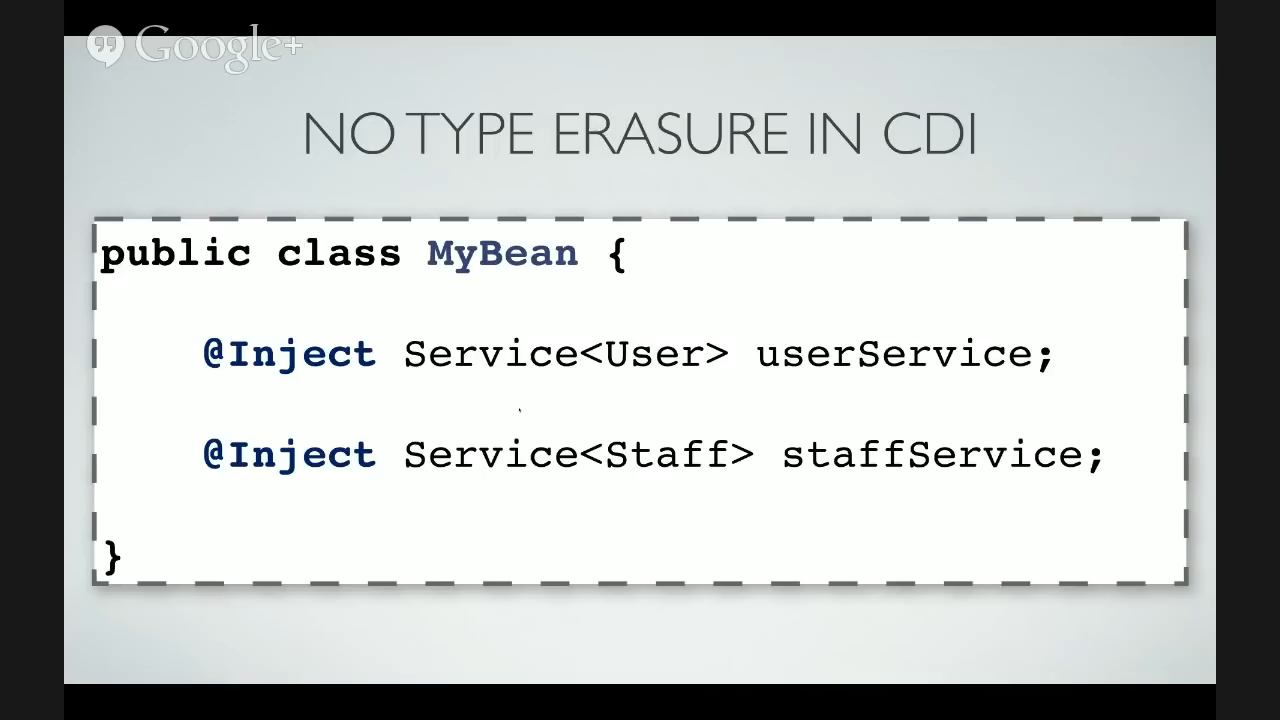 Google+
NO TYPE ERASURE IN CDI
public class MyBean {
@Inject Service<User> userService;
@Inject Service<Staff> staffService;
}